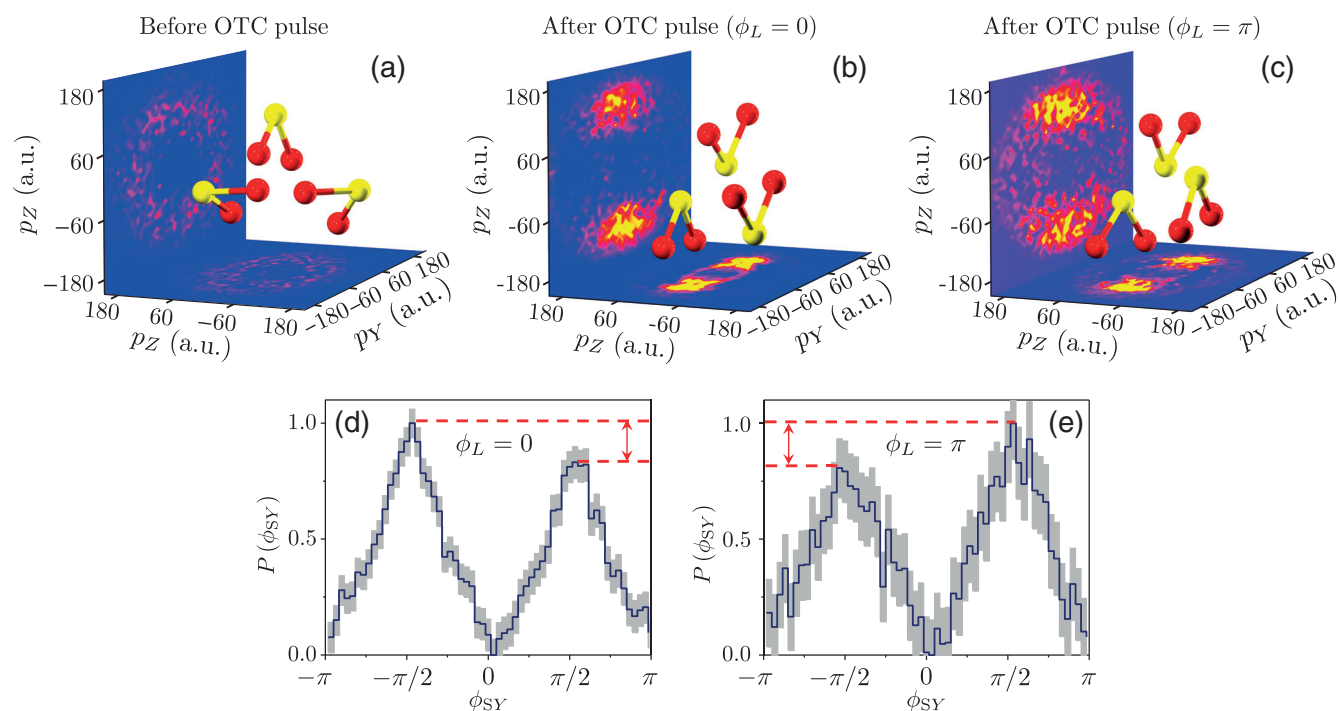 Before OTC pulse
After OTC pulse (ϕ_L = 0)
After OTC pulse (ϕ_L = π)
(a)
(b)
(c)
180
60
−60
−180
p_Z (a.u.)
180
60
−60
−180
p_Z (a.u.)
180
60
−60
−180
p_Z (a.u.)
180 60 −60 180
p_Z (a.u.)
−180 −60 60 180
p_Y (a.u.)
180 60 −60 180
p_Z (a.u.)
−180 −60 60 180
p_Y (a.u.)
180 60 −60 180
p_Z (a.u.)
−180 −60 60 180
p_Y (a.u.)
(d)
ϕ_L = 0
1.0
0.5
0.0
P (ϕ_SY)
−π −π/2 0 π/2 π
ϕ_SY
(e)
ϕ_L = π
1.0
0.5
0.0
P (ϕ_SY)
−π −π/2 0 π/2 π
ϕ_SY